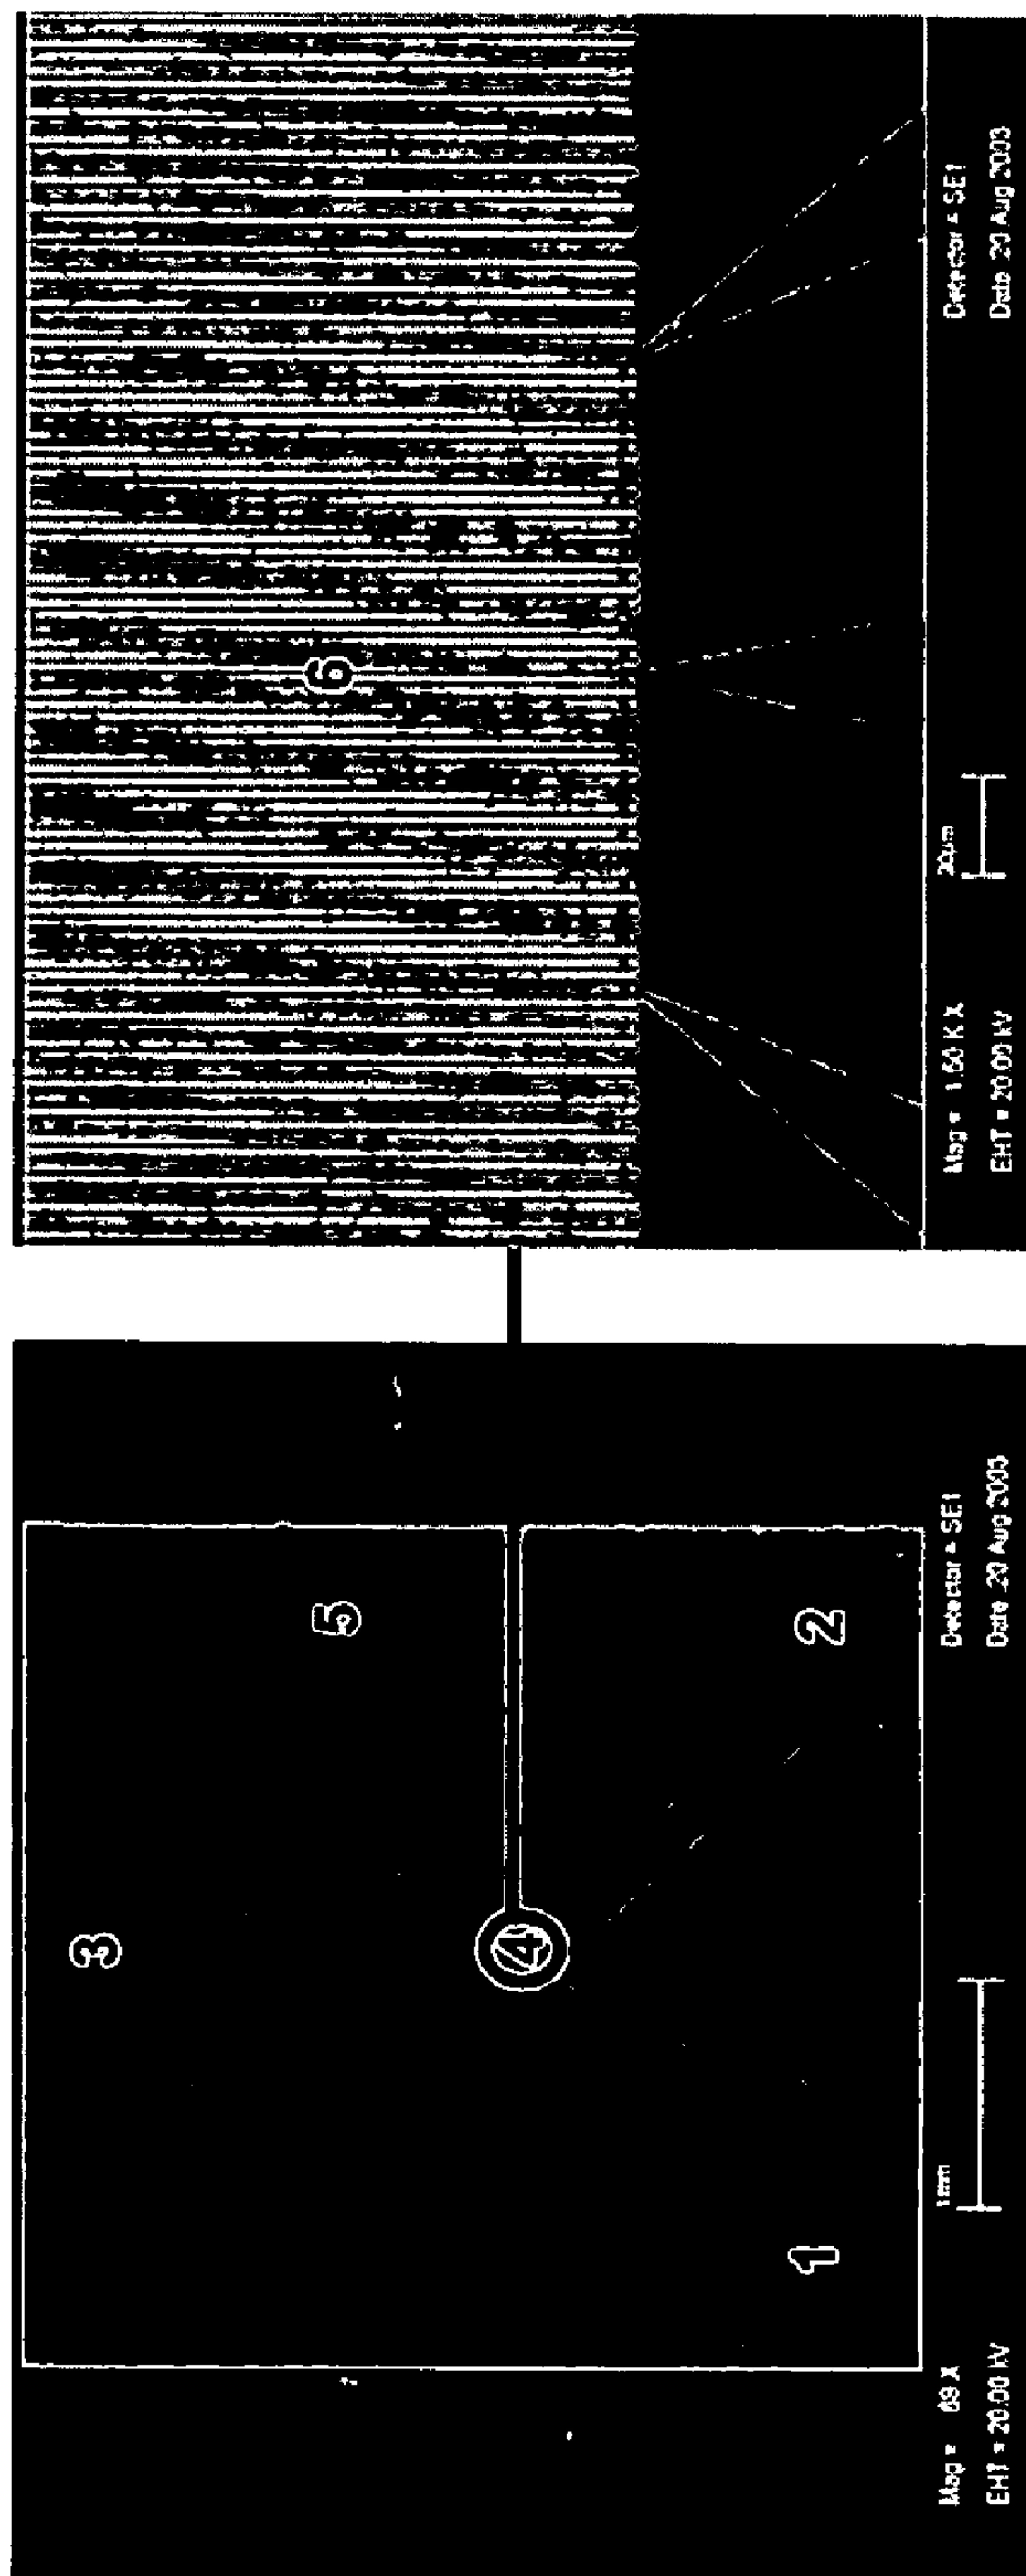 3
5
4
1
2
1mm
Mag = 69 X
EHT = 20.00 kV
Detector = SE1
Date 20 Aug 2003
6
20µm
Mag = 1.50 K X
EHT = 20.00 kV
Detector = SE1
Date 20 Aug 2003